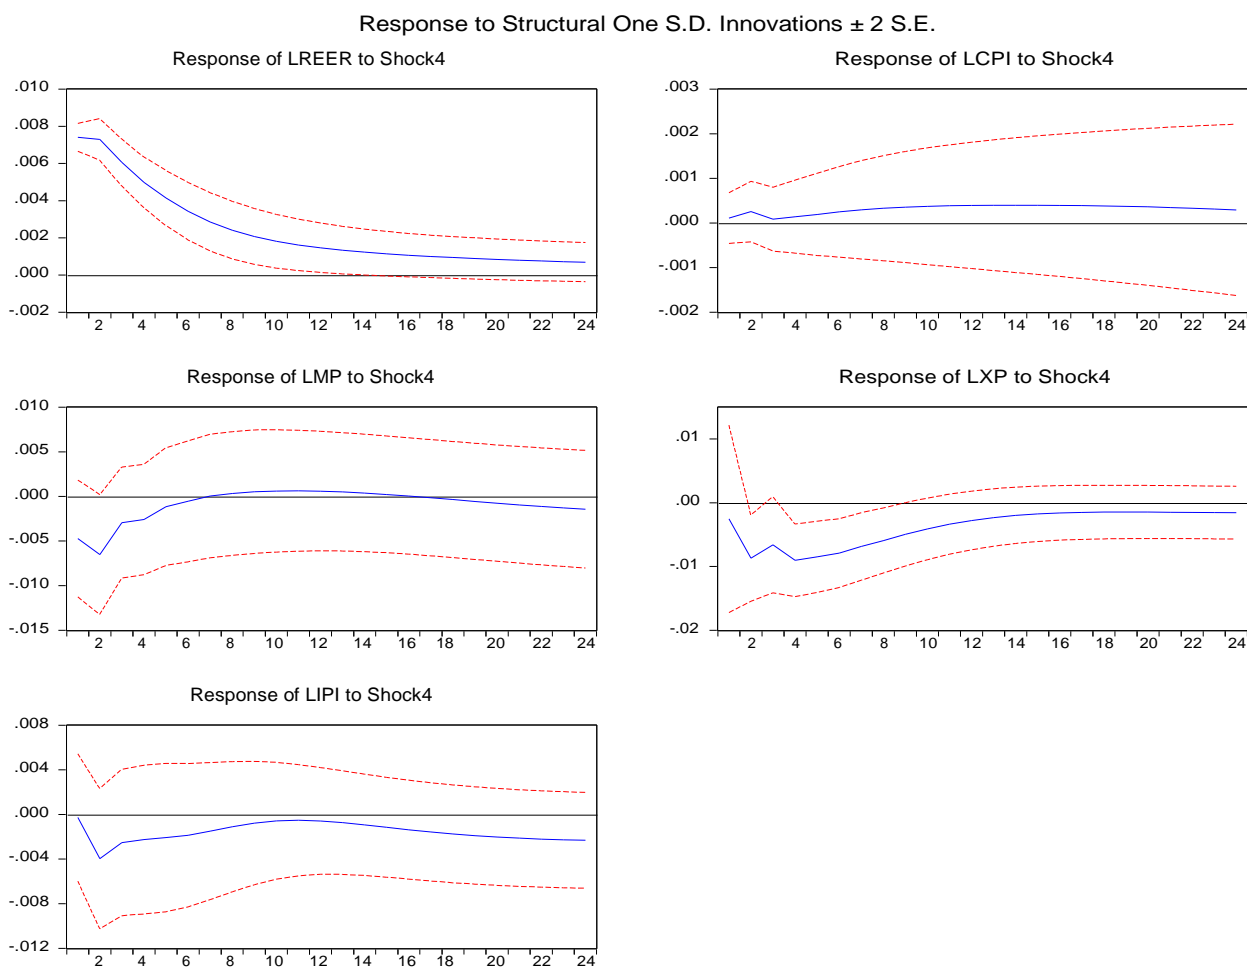 Response to Structural One S.D. Innovations ± 2 S.E.
Response of LREER to Shock4
.010
.008
.006
.004
.002
.000
-.002
2 4 6 8 10 12 14 16 18 20 22 24
Response of LCPI to Shock4
.003
.002
.001
.000
-.001
-.002
2 4 6 8 10 12 14 16 18 20 22 24
Response of LMP to Shock4
.010
.005
.000
-.005
-.010
-.015
2 4 6 8 10 12 14 16 18 20 22 24
Response of LXP to Shock4
.01
.00
-.01
-.02
2 4 6 8 10 12 14 16 18 20 22 24
Response of LIPI to Shock4
.008
.004
.000
-.004
-.008
-.012
2 4 6 8 10 12 14 16 18 20 22 24